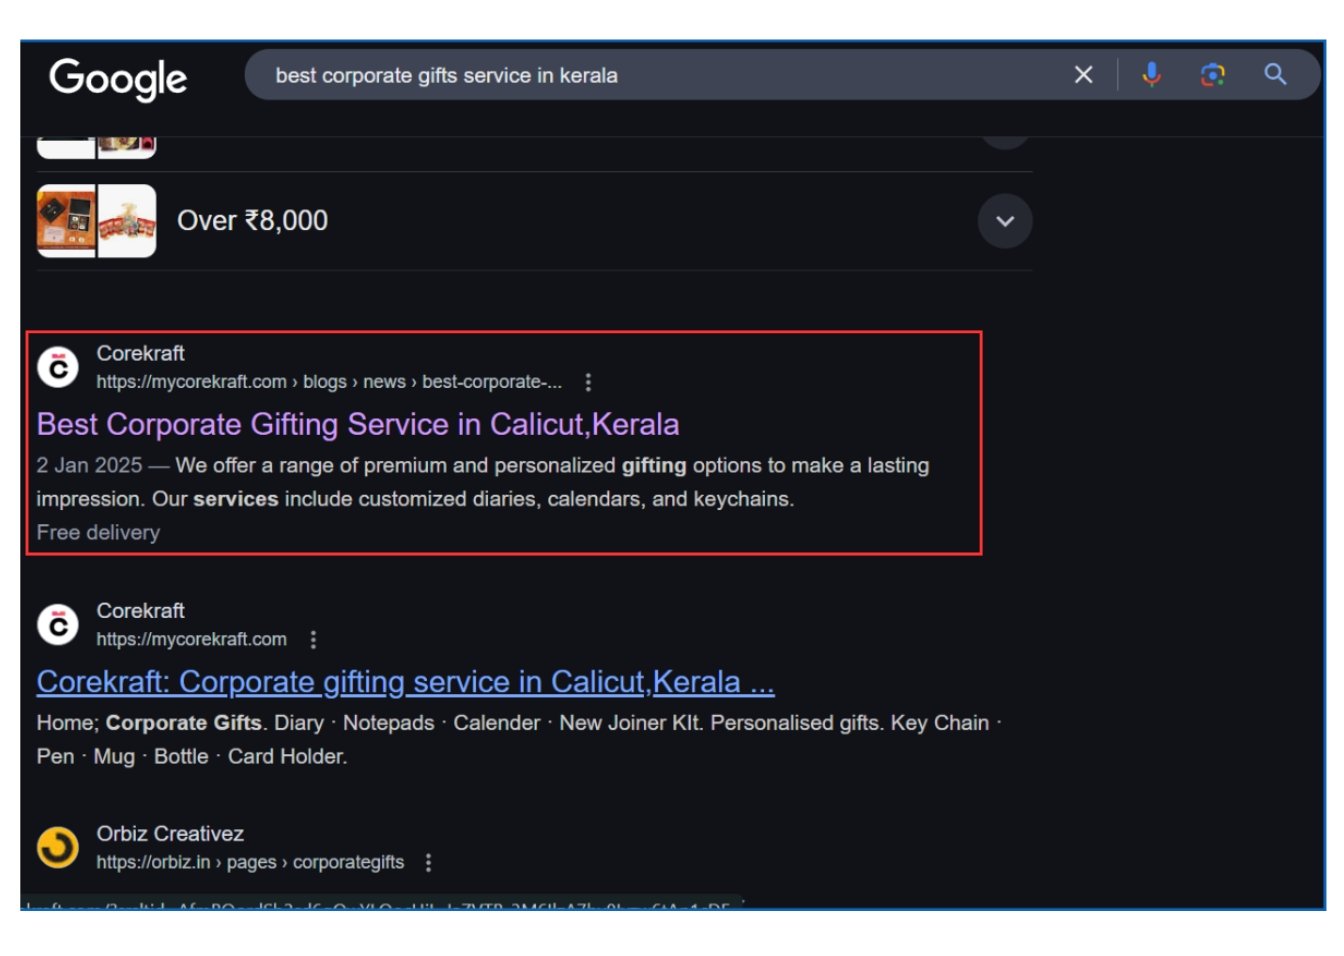 Google
best corporate gifts service in kerala
Over ₹8,000
Corekraft
https://mycorekraft.com › blogs › news › best-corporate-...
Best Corporate Gifting Service in Calicut,Kerala
2 Jan 2025 — We offer a range of premium and personalized gifting options to make a lasting
impression. Our services include customized diaries, calendars, and keychains.
Free delivery
Corekraft
https://mycorekraft.com
Corekraft: Corporate gifting service in Calicut,Kerala ...
Home; Corporate Gifts. Diary · Notepads · Calender · New Joiner KIt. Personalised gifts. Key Chain ·
Pen · Mug · Bottle · Card Holder.
Orbiz Creativez
https://orbiz.in › pages › corporategifts